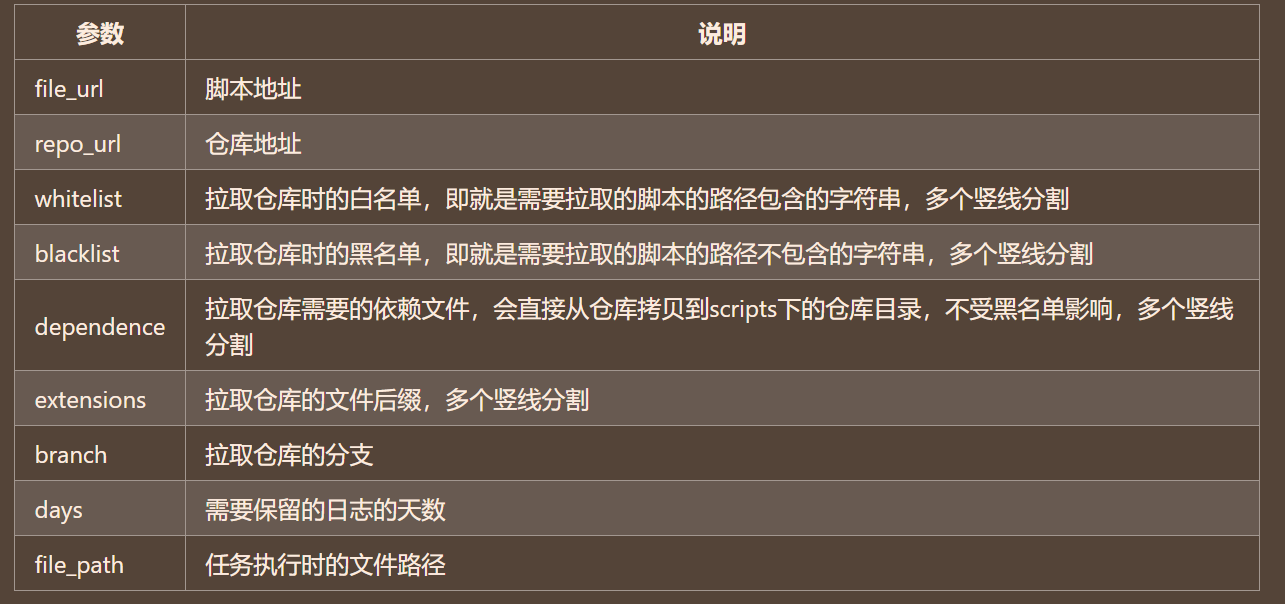 参数 说明
file_url 脚本地址
repo_url 仓库地址
whitelist 拉取仓库时的白名单，即就是需要拉取的脚本的路径包含的字符串，多个竖线分割
blacklist 拉取仓库时的黑名单，即就是需要拉取的脚本的路径不包含的字符串，多个竖线分割
dependence 拉取仓库需要的依赖文件，会直接从仓库拷贝到scripts下的仓库目录，不受黑名单影响，多个竖线
分割
extensions 拉取仓库的文件后缀，多个竖线分割
branch 拉取仓库的分支
days 需要保留的日志的天数
file_path 任务执行时的文件路径